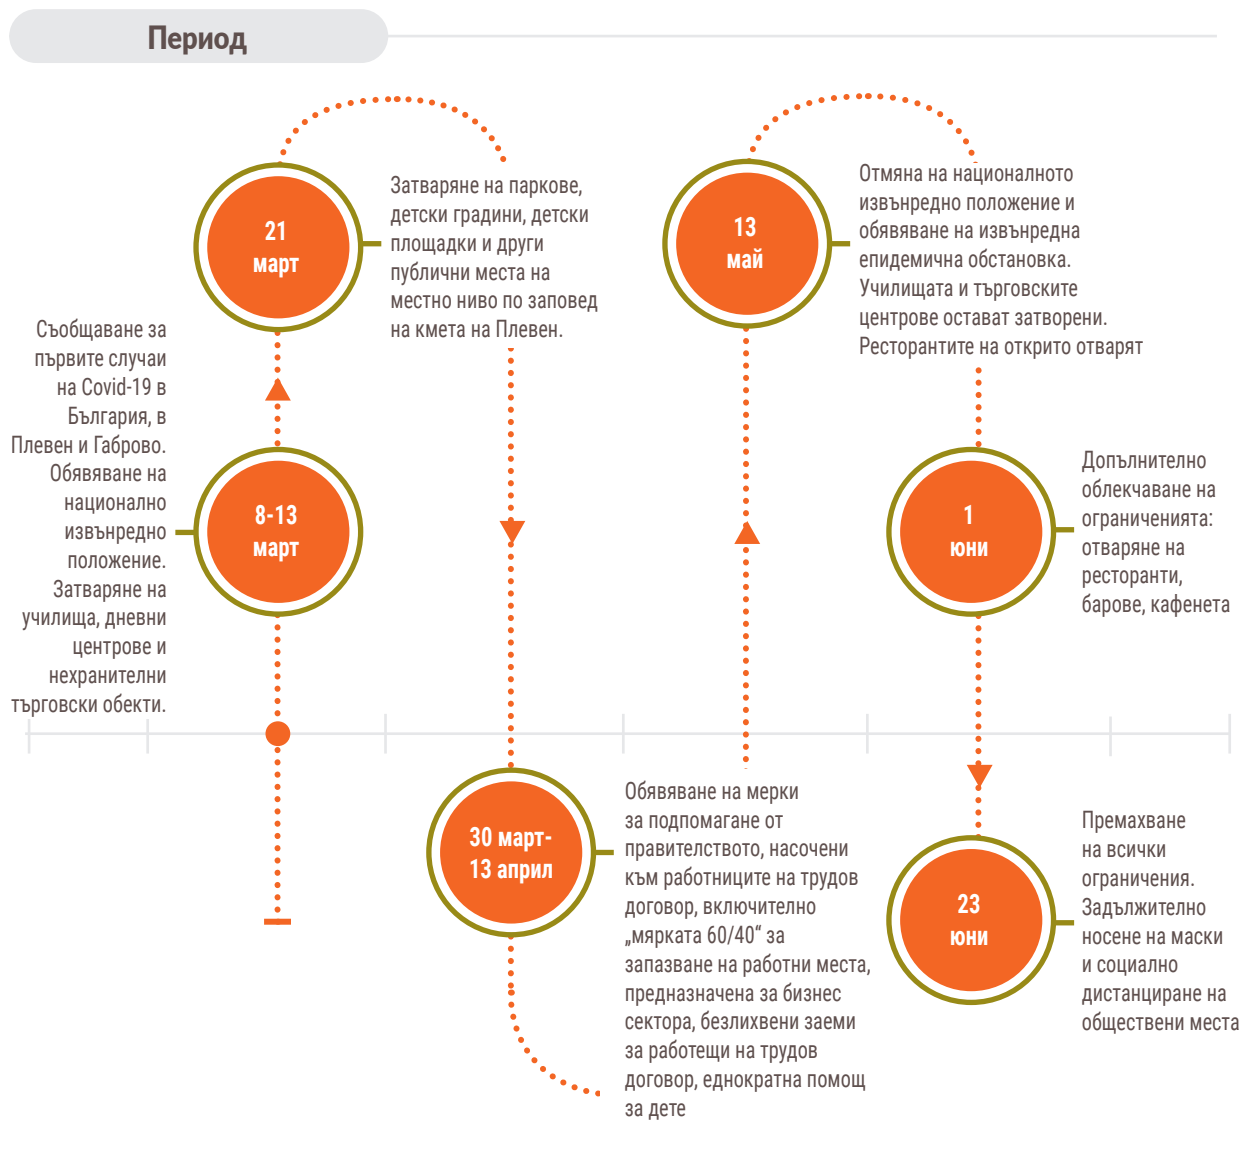 Период
8-13
март
Съобщаване за
първите случаи
на Covid-19 в
България, в
Плевен и Габрово.
Обявяване на
национално
извънредно
положение.
Затваряне на
училища, дневни
центрове и
нехранителни
търговски обекти.
21
март
Затваряне на паркове,
детски градини, детски
площадки и други
публични места на
местно ниво по заповед
на кмета на Плевен.
30 март-
13 април
Обявяване на мерки
за подпомагане от
правителството, насочени
към работниците на трудов
договор, включително
„мярката 60/40“ за
запазване на работни места,
предназначена за бизнес
сектора, безлихвени заеми
за работещи на трудов
договор, еднократна помощ
за дете
13
май
Отмяна на националното
извънредно положение и
обявяване на извънредна
епидемична обстановка.
Училищата и търговските
центрове остават затворени.
Ресторантите на открито отварят
1
юни
Допълнително
облекчаване на
ограниченията:
отваряне на
ресторанти,
барове, кафенета
23
юни
Премахване
на всички
ограничения.
Задължително
носене на маски
и социално
дистанциране на
обществени места